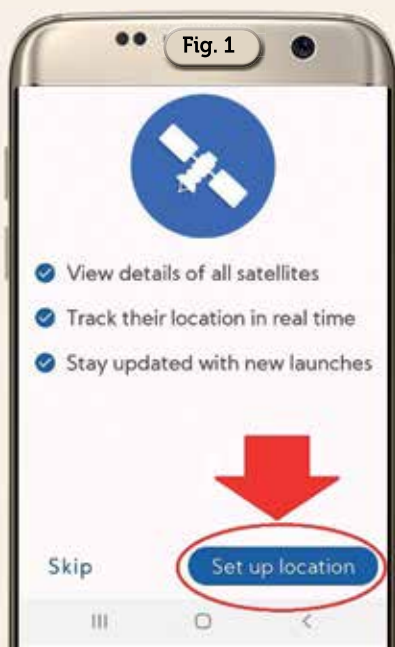 Fig. 1
View details of all satellites
Track their location in real time
Stay updated with new launches
Skip
Set up location